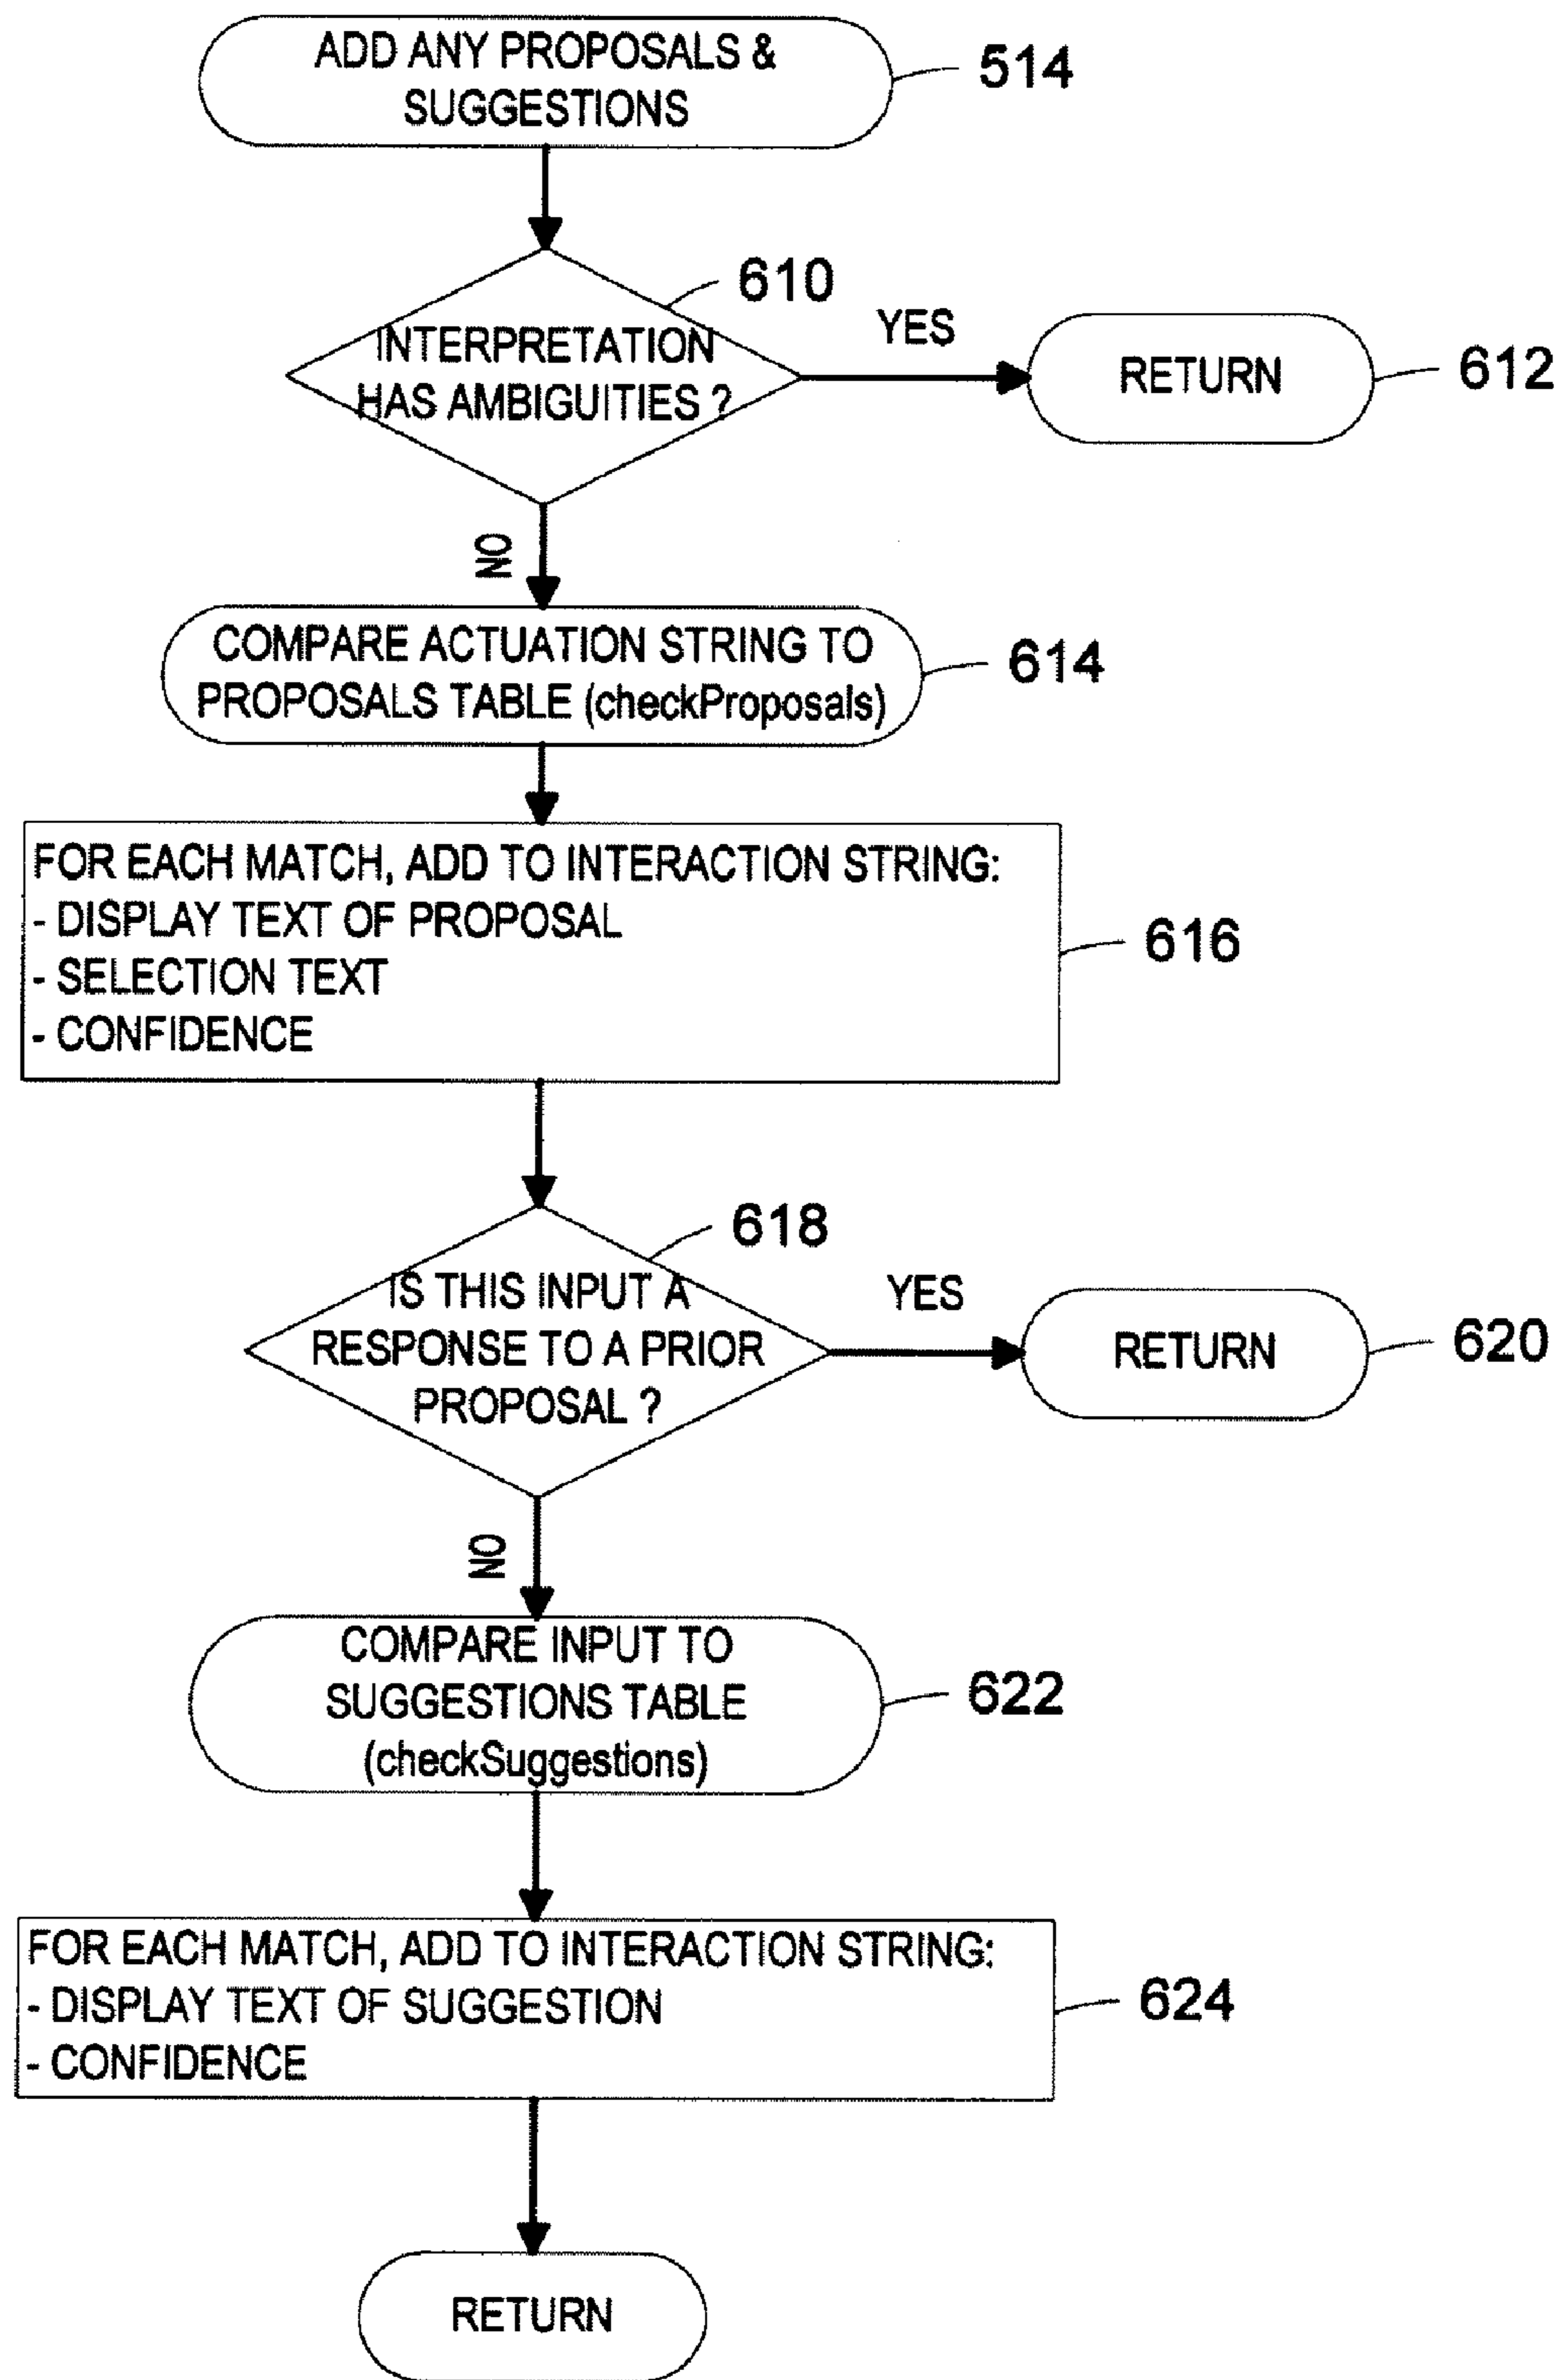 ADD ANY PROPOSALS &
SUGGESTIONS
514
610
INTERPRETATION
HAS AMBIGUITIES ?
YES
RETURN
612
NO
COMPARE ACTUATION STRING TO
PROPOSALS TABLE (checkProposals)
614
FOR EACH MATCH, ADD TO INTERACTION STRING:
- DISPLAY TEXT OF PROPOSAL
- SELECTION TEXT
- CONFIDENCE
616
618
IS THIS INPUT A
RESPONSE TO A PRIOR
PROPOSAL ?
YES
RETURN
620
NO
COMPARE INPUT TO
SUGGESTIONS TABLE
(checkSuggestions)
622
FOR EACH MATCH, ADD TO INTERACTION STRING:
- DISPLAY TEXT OF SUGGESTION
- CONFIDENCE
624
RETURN